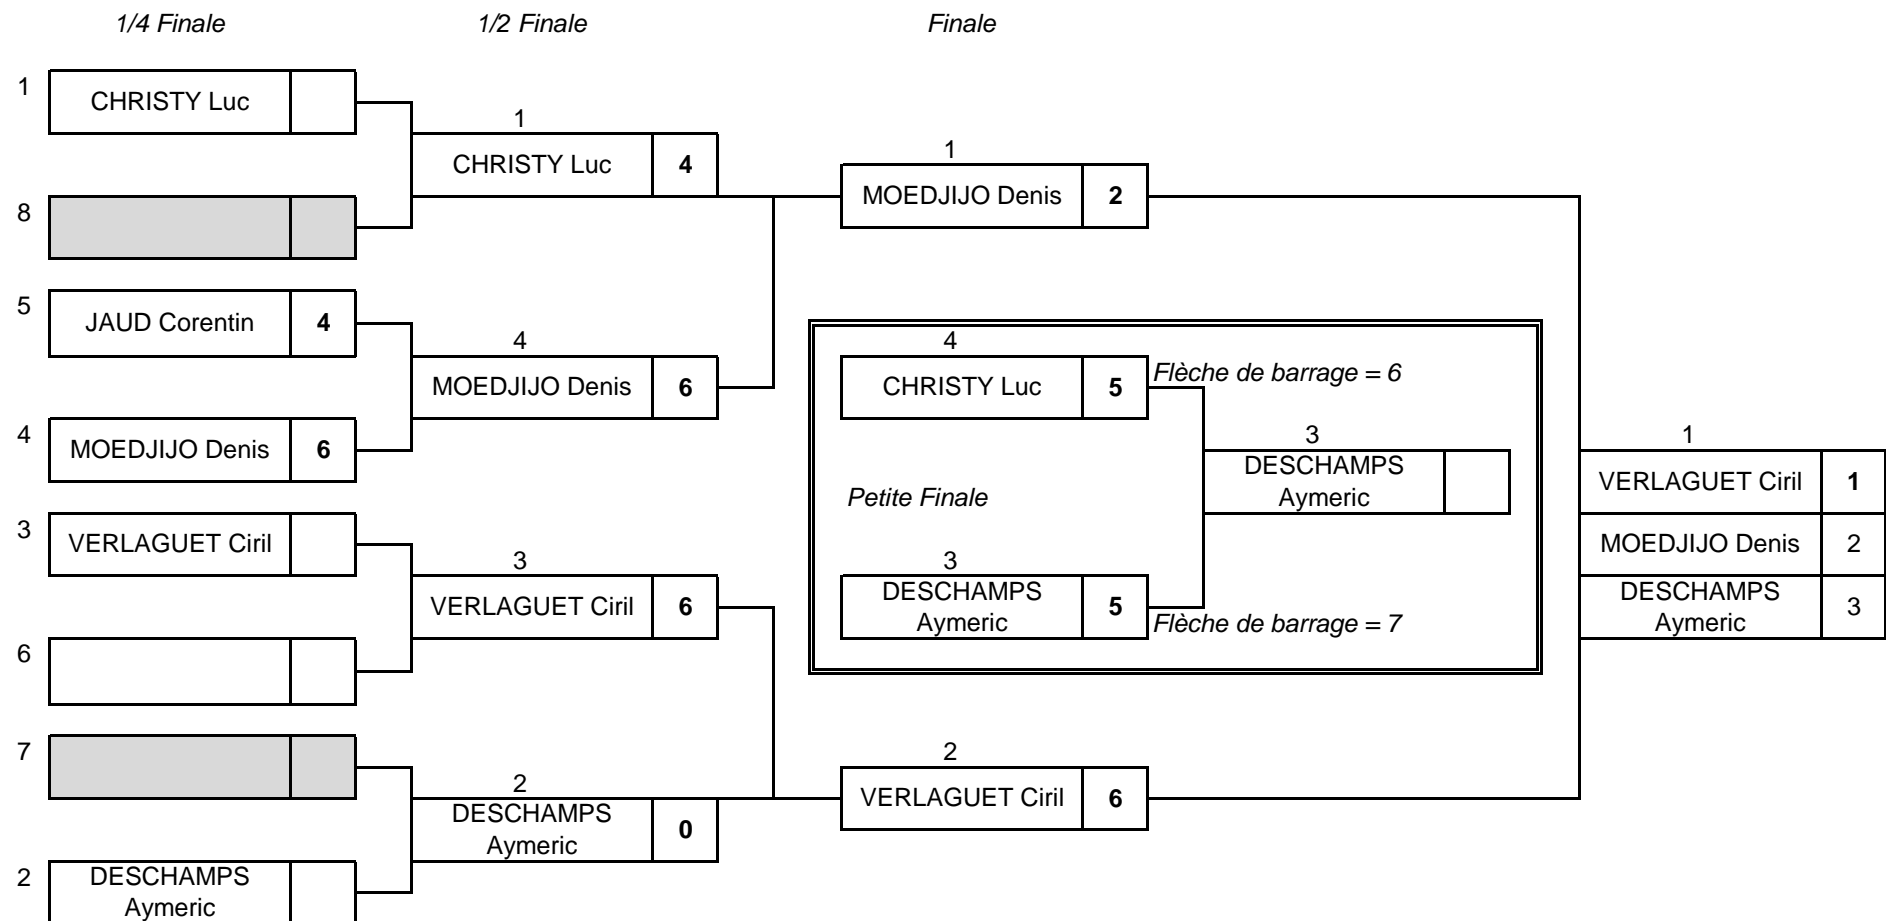 1/4 Finale
1/2 Finale
Finale
1
CHRISTY Luc
8
5
JAUD Corentin 4
4
MOEDJIJO Denis 6
3
VERLAGUET Ciril
6
7
2
DESCHAMPS
Aymeric
1
CHRISTY Luc 4
4
MOEDJIJO Denis 6
3
VERLAGUET Ciril 6
2
DESCHAMPS
Aymeric 0
1
MOEDJIJO Denis 2
4
CHRISTY Luc 5
Flèche de barrage = 6
Petite Finale
3
DESCHAMPS
Aymeric 5
Flèche de barrage = 7
3
DESCHAMPS
Aymeric
2
VERLAGUET Ciril 6
1
VERLAGUET Ciril 1
MOEDJIJO Denis 2
DESCHAMPS
Aymeric 3